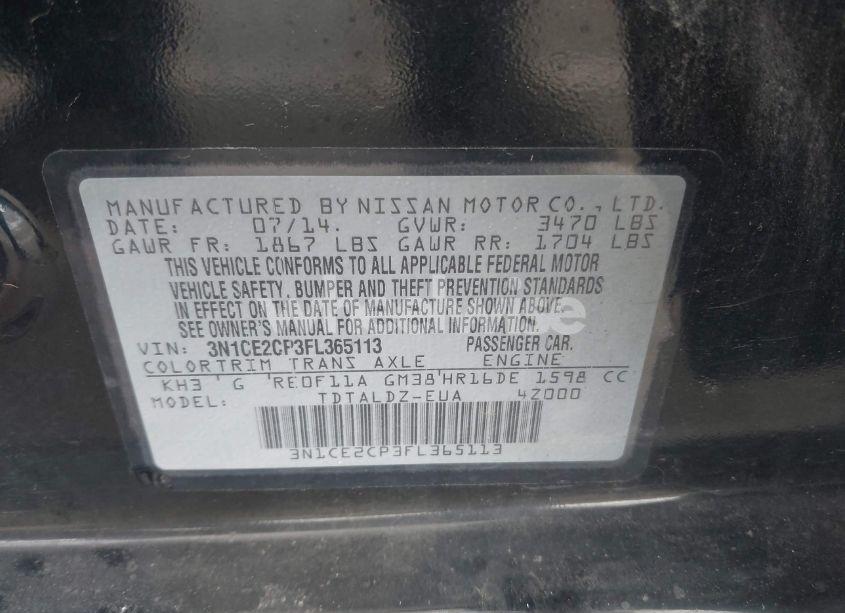 MANUFACTURED BY NISSAN MOTOR CO., LTD.
DATE: 07/14. GVWR: 3470 LBS
GAWR FR: 1867 LBS GAWR RR: 1704 LBS
THIS VEHICLE CONFORMS TO ALL APPLICABLE FEDERAL MOTOR
VEHICLE SAFETY, BUMPER AND THEFT PREVENTION STANDARDS
IN EFFECT ON THE DATE OF MANUFACTURE SHOWN ABOVE.
SEE OWNER'S MANUAL FOR ADDITIONAL INFORMATION.
VIN: 3N1CE2CP3FL365113 PASSENGER CAR.
COLOR TRIM TRANS AXLE ENGINE
KH3 G RE0F11A GM38 HR16DE 1598 CC
MODEL: TDTALDZ-EUA 4Z000
3N1CE2CP3FL365113